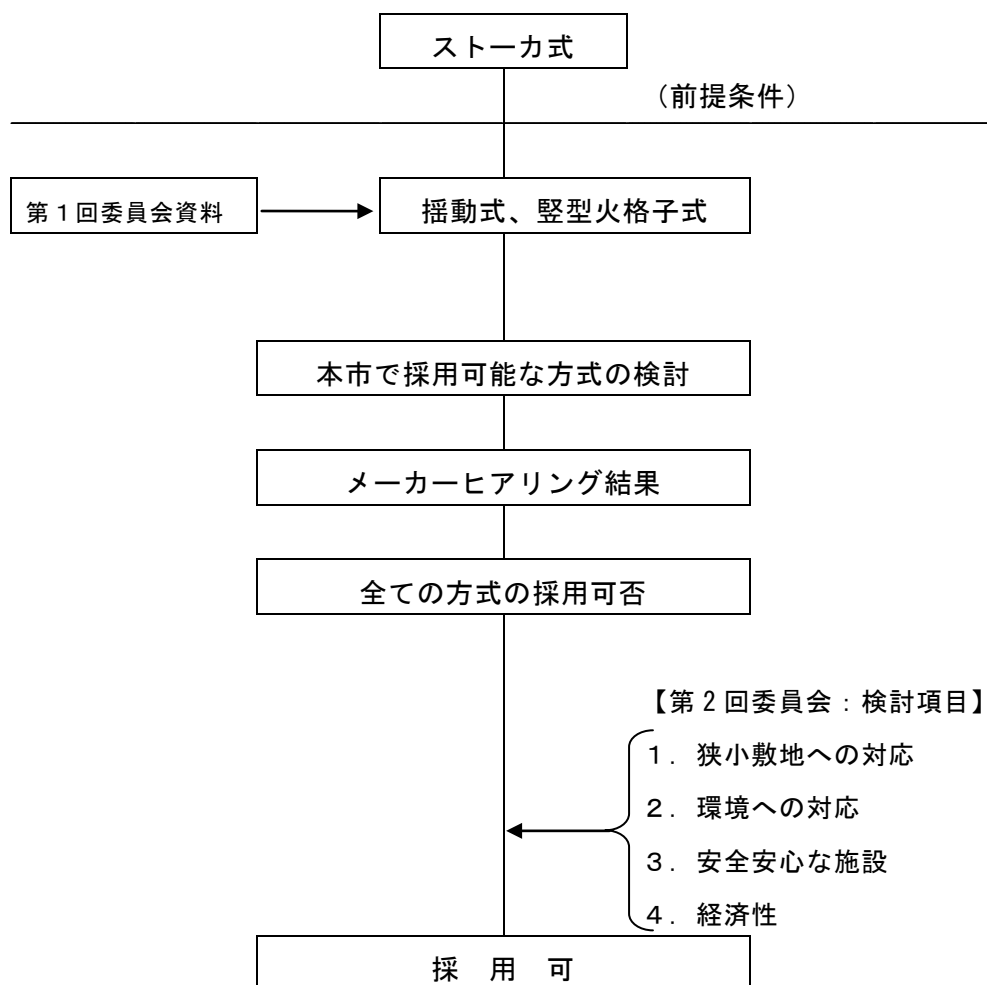 ストーカ式
(前提条件)
第1回委員会資料
揺動式、竪型火格子式
本市で採用可能な方式の検討
メーカーヒアリング結果
全ての方式の採用可否
【第2回委員会：検討項目】
1．狭小敷地への対応
2．環境への対応
3．安全安心な施設
4．経済性
採　用　可